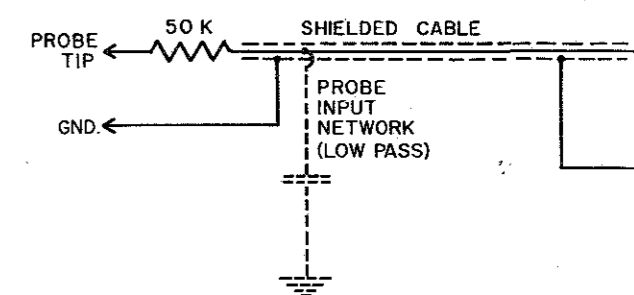 50 K
SHIELDED CABLE
PROBE
TIP
PROBE
INPUT
NETWORK
(LOW PASS)
GND.